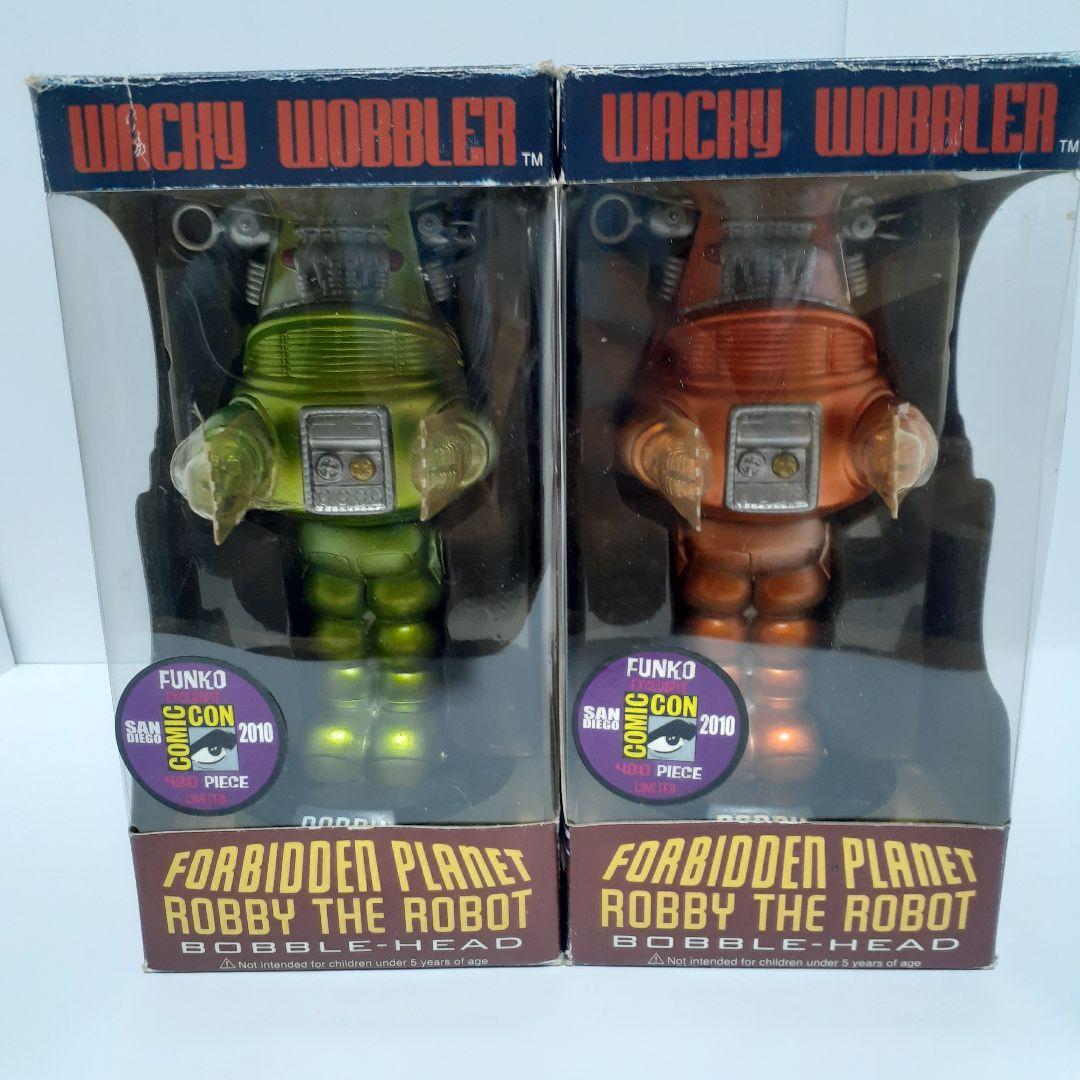 WACKY WOBBLER TM
FUNKO
EXCLUSIVE
SAN DIEGO COMIC CON 2010
480 PIECE
LIMITED
FORBIDDEN PLANET
ROBBY THE ROBOT
BOBBLE-HEAD
⚠ Not intended for children under 5 years of age
WACKY WOBBLER TM
FUNKO
EXCLUSIVE
SAN DIEGO COMIC CON 2010
480 PIECE
LIMITED
FORBIDDEN PLANET
ROBBY THE ROBOT
BOBBLE-HEAD
⚠ Not intended for children under 5 years of age